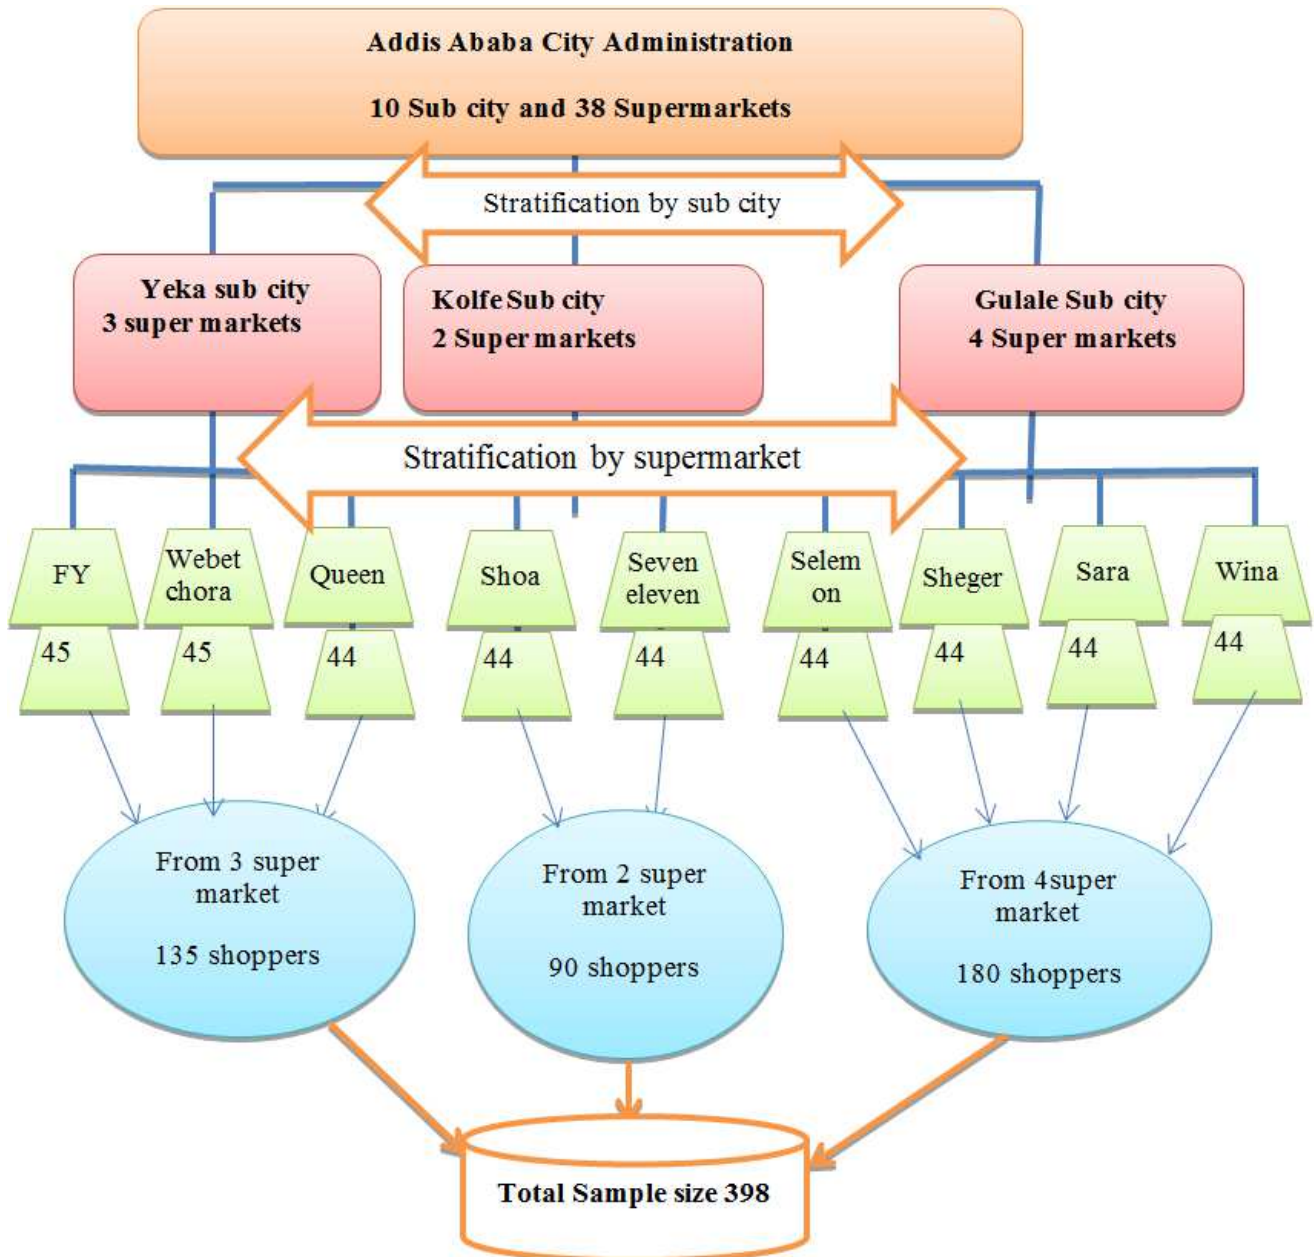 Addis Ababa City Administration
10 Sub city and 38 Supermarkets
Stratification by sub city
Yeka sub city
3 super markets
Kolfe Sub city
2 Super markets
Gulale Sub city
4 Super markets
Stratification by supermarket
FY
Webet
chora
Queen
Shoa
Seven
eleven
Selem
on
Sheger
Sara
Wina
45
45
44
44
44
44
44
44
44
From 3 super
market
135 shoppers
From 2 super
market
90 shoppers
From 4super
market
180 shoppers
Total Sample size 398